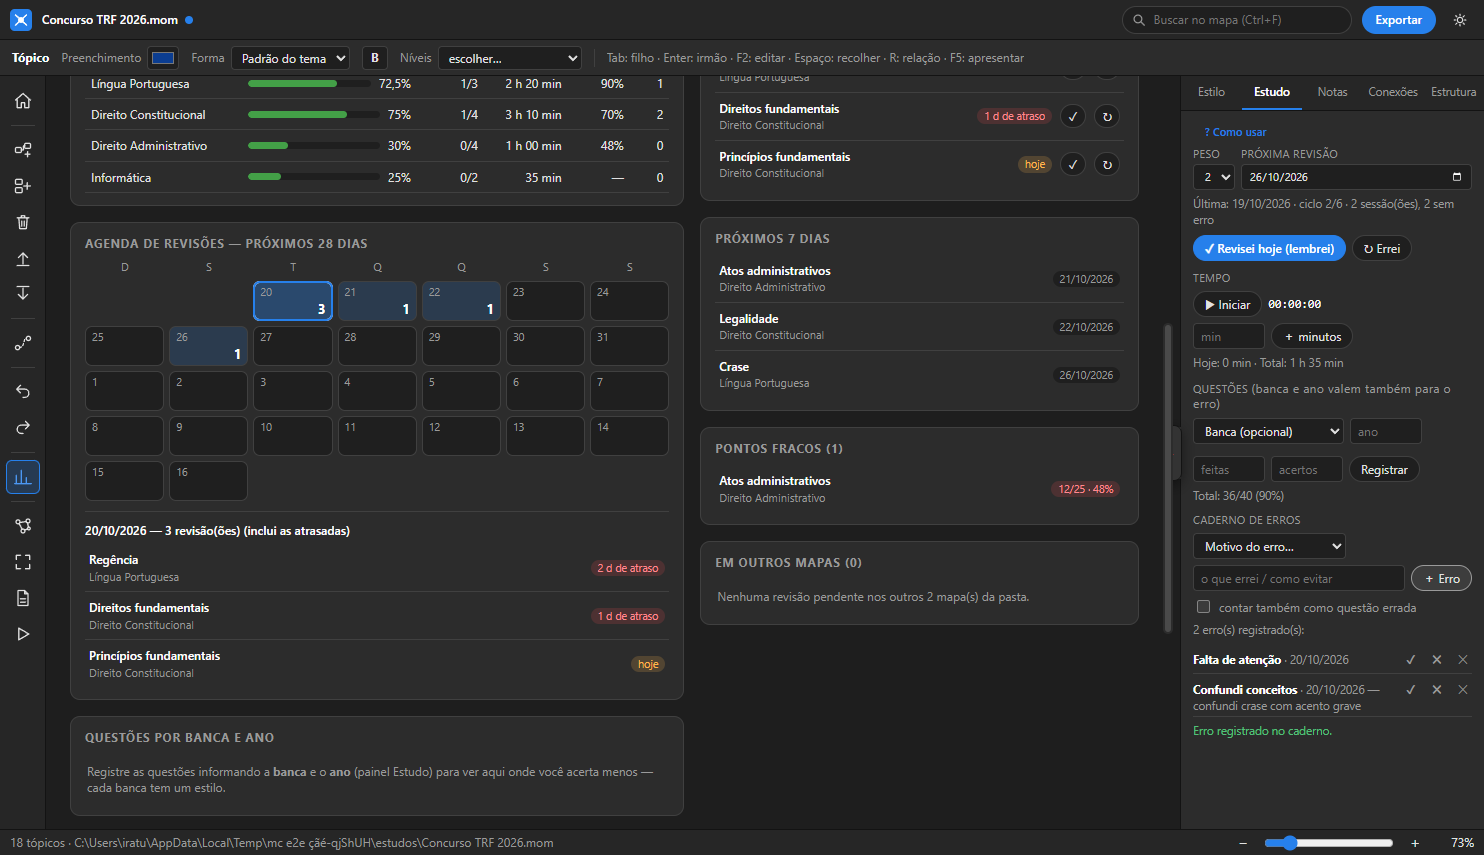 Concurso TRF 2026.mom
Buscar no mapa (Ctrl+F)
Exportar
Tópico Preenchimento Forma Padrão do tema B Níveis escolher... Tab: filho · Enter: irmão · F2: editar · Espaço: recolher · R: relação · F5: apresentar
Língua Portuguesa 72,5% 1/3 2 h 20 min 90% 1
Direito Constitucional 75% 1/4 3 h 10 min 70% 2
Direito Administrativo 30% 0/4 1 h 00 min 48% 0
Informática 25% 0/2 35 min — 0
AGENDA DE REVISÕES — PRÓXIMOS 28 DIAS
D S T Q Q S S
20 3 21 1 22 1 23 24
25 26 1 27 28 29 30 31
1 2 3 4 5 6 7
8 9 10 11 12 13 14
15 16
20/10/2026 — 3 revisão(ões) (inclui as atrasadas)
Regência
Língua Portuguesa
2 d de atraso
Direitos fundamentais
Direito Constitucional
1 d de atraso
Princípios fundamentais
Direito Constitucional
hoje
QUESTÕES POR BANCA E ANO
Registre as questões informando a banca e o ano (painel Estudo) para ver aqui onde você acerta menos —
cada banca tem um estilo.
Língua Portuguesa
Direitos fundamentais
Direito Constitucional
1 d de atraso ✓ ↻
Princípios fundamentais
Direito Constitucional
hoje ✓ ↻
PRÓXIMOS 7 DIAS
Atos administrativos
Direito Administrativo
21/10/2026
Legalidade
Direito Constitucional
22/10/2026
Crase
Língua Portuguesa
26/10/2026
PONTOS FRACOS (1)
Atos administrativos
Direito Administrativo
12/25 · 48%
EM OUTROS MAPAS (0)
Nenhuma revisão pendente nos outros 2 mapa(s) da pasta.
Estilo Estudo Notas Conexões Estrutura
? Como usar
PESO PRÓXIMA REVISÃO
2 26/10/2026
Última: 19/10/2026 · ciclo 2/6 · 2 sessão(ões), 2 sem
erro
✓ Revisei hoje (lembrei) ↻ Errei
TEMPO
▶ Iniciar 00:00:00
min + minutos
Hoje: 0 min · Total: 1 h 35 min
QUESTÕES (banca e ano valem também para o
erro)
Banca (opcional) ano
feitas acertos Registrar
Total: 36/40 (90%)
CADERNO DE ERROS
Motivo do erro...
o que errei / como evitar + Erro
contar também como questão errada
2 erro(s) registrado(s):
Falta de atenção · 20/10/2026 ✓ ✕ ✕
Confundi conceitos · 20/10/2026 — ✓ ✕ ✕
confundi crase com acento grave
Erro registrado no caderno.
18 tópicos · C:\Users\iratu\AppData\Local\Temp\mc e2e çãé-qjShUH\estudos\Concurso TRF 2026.mom
− + 73%